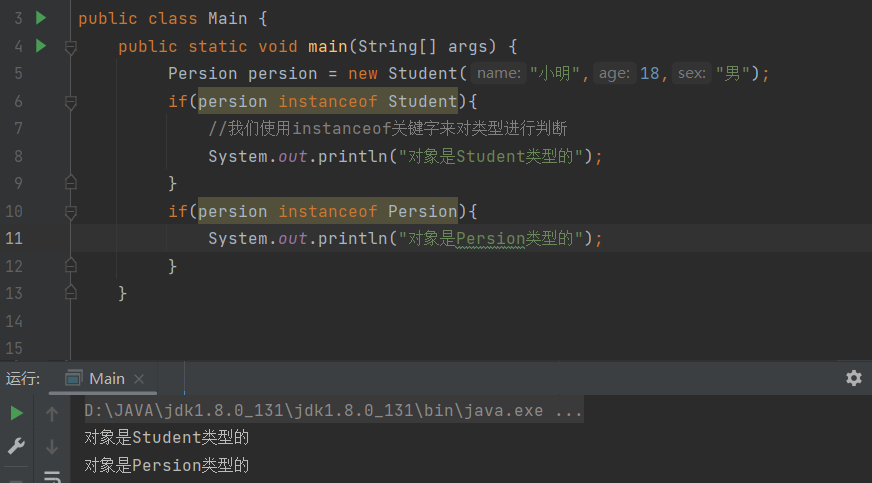 3 public class Main {
4 public static void main(String[] args) {
5 Persion persion = new Student( name: "小明", age: 18, sex: "男");
6 if(persion instanceof Student){
7 //我们使用instanceof关键字来对类型进行判断
8 System.out.println("对象是Student类型的");
9 }
10 if(persion instanceof Persion){
11 System.out.println("对象是Persion类型的");
12 }
13 }
14
15
运行: Main
D:\JAVA\jdk1.8.0_131\jdk1.8.0_131\bin\java.exe ...
对象是Student类型的
对象是Persion类型的